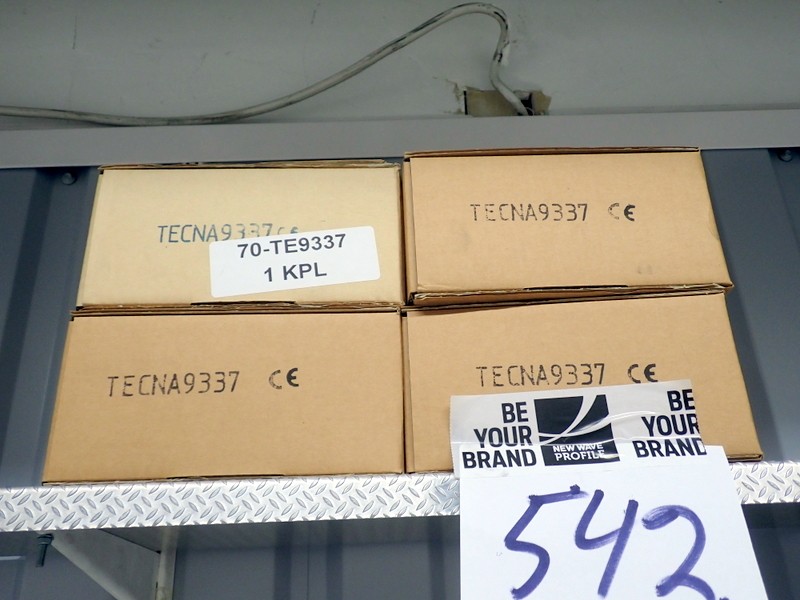 TECNA9337 CE
70-TE9337
1 KPL
TECNA9337 CE
TECNA9337 CE
TECNA9337 CE
BE
YOUR
BRAND
NEW WAVE
PROFILE
BE
YOUR
BRAND
542